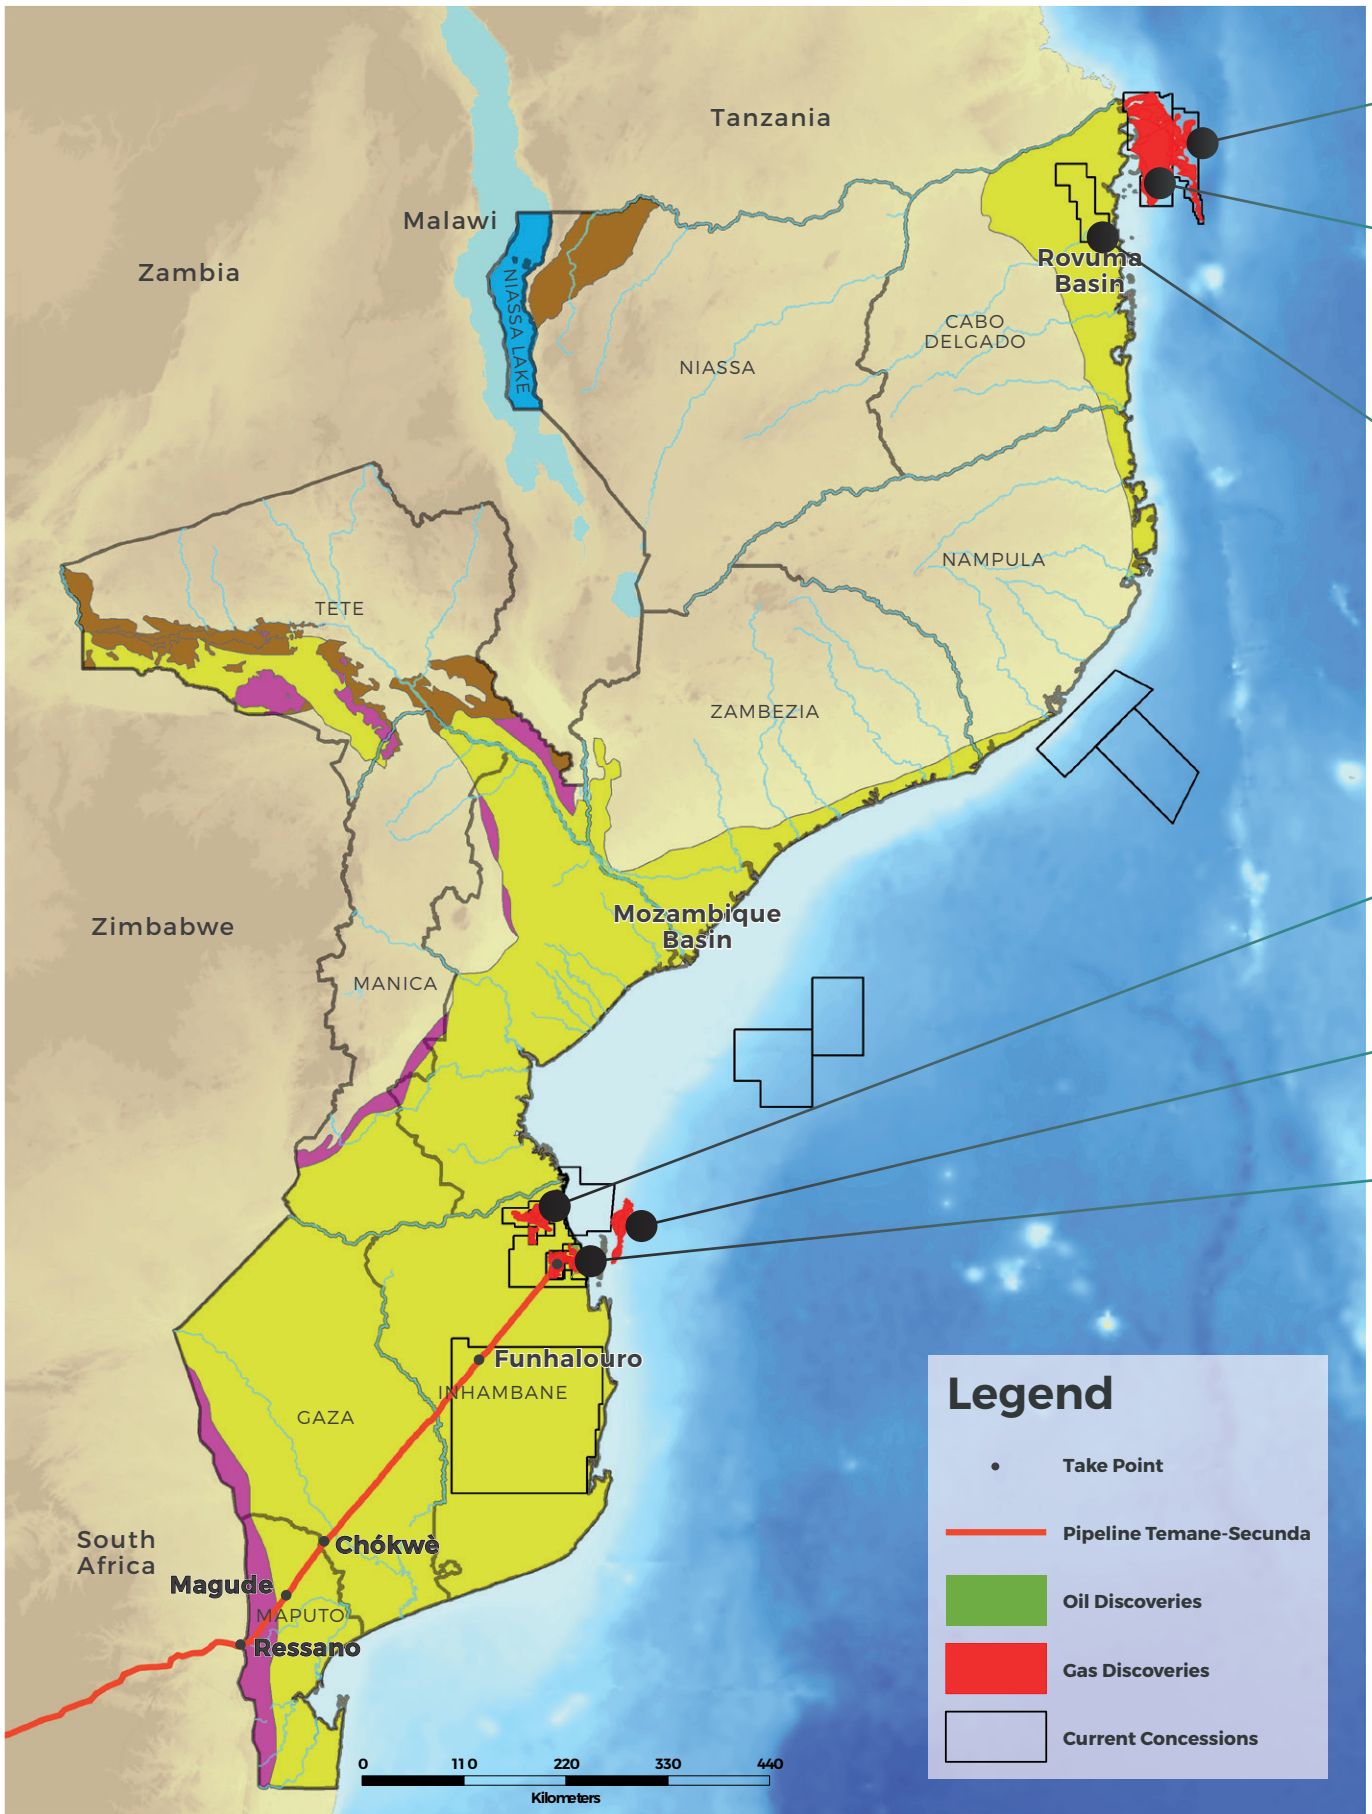 Tanzania
Malawi
Zambia
NIASSA LAKE
Rovuma
Basin
CABO
DELGADO
NIASSA
NAMPULA
TETE
ZAMBEZIA
Mozambique
Basin
Zimbabwe
MANICA
Funhalouro
INHAMBANE
GAZA
South
Africa
Chókwè
Magude
MAPUTO
Ressano
Legend
Take Point
Pipeline Temane-Secunda
Oil Discoveries
Gas Discoveries
Current Concessions
0 110 220 330 440
Kilometers